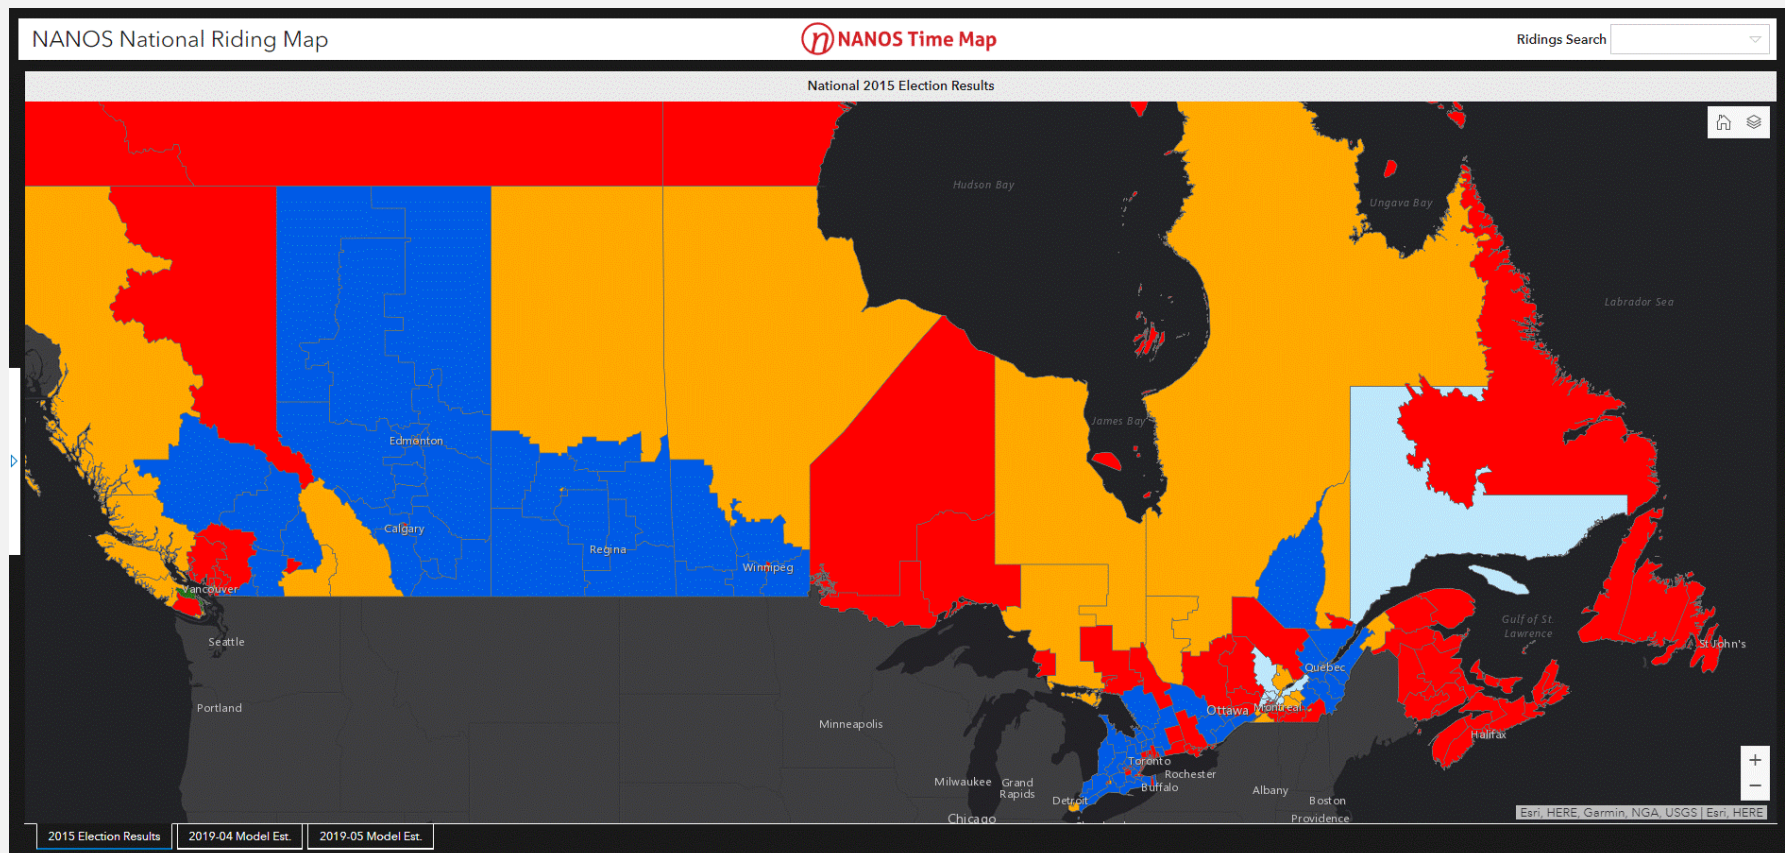 NANOS National Riding Map
n NANOS Time Map
Ridings Search
National 2015 Election Results
Hudson Bay
Ungava Bay
Labrador Sea
James Bay
Edmonton
Calgary
Regina
Winnipeg
Vancouver
Gulf of St.
Lawrence
St John's
Seattle
Quebec
Portland
Ottawa
Montreal
Minneapolis
Halifax
Toronto
Rochester
Milwaukee
Grand
Rapids
Buffalo
Albany
Detroit
Boston
Chicago
Providence
+
−
Esri, HERE, Garmin, NGA, USGS | Esri, HERE
2015 Election Results
2019-04 Model Est.
2019-05 Model Est.